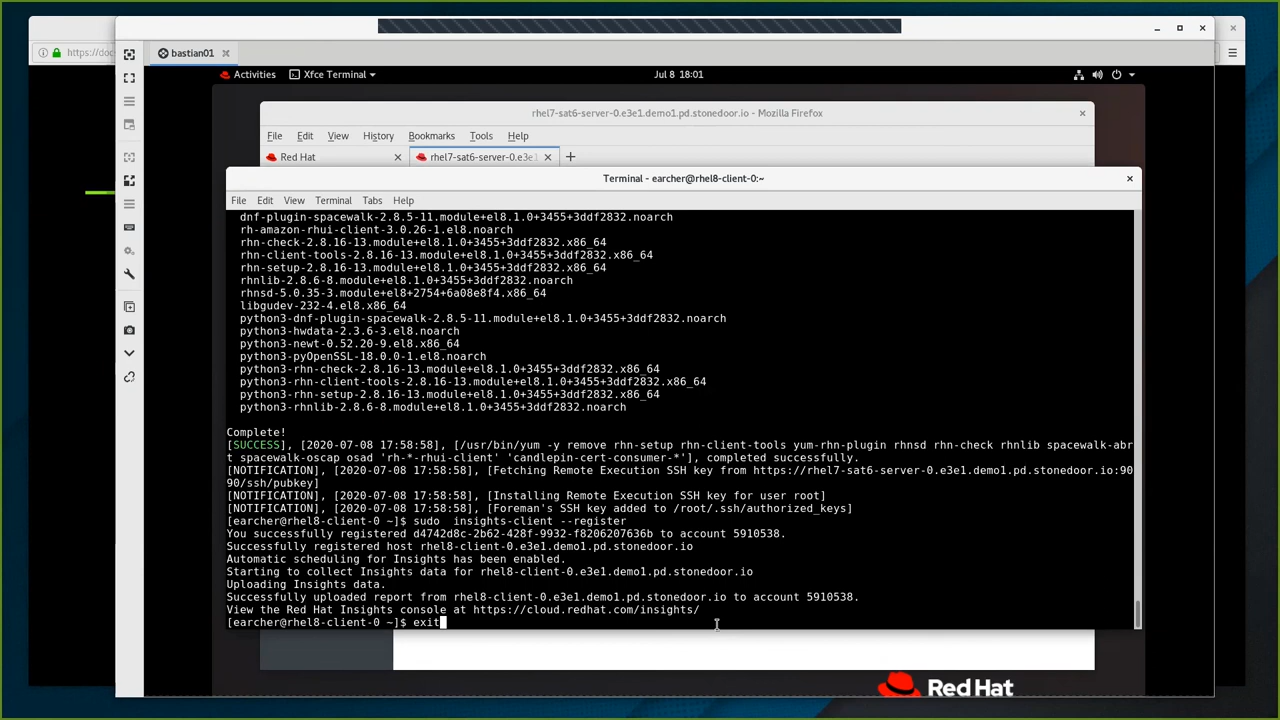 https://doc
bastian01
Activities
Xfce Terminal
Jul 8 18:01
rhel7-sat6-server-0.e3e1.demo1.pd.stonedoor.io - Mozilla Firefox
File Edit View History Bookmarks Tools Help
Red Hat
rhel7-sat6-server-0.e3e1
Terminal - earcher@rhel8-client-0:~
File Edit View Terminal Tabs Help
dnf-plugin-spacewalk-2.8.5-11.module+el8.1.0+3455+3ddf2832.noarch
rh-amazon-rhui-client-3.0.26-1.el8.noarch
rhn-check-2.8.16-13.module+el8.1.0+3455+3ddf2832.x86_64
rhn-client-tools-2.8.16-13.module+el8.1.0+3455+3ddf2832.x86_64
rhn-setup-2.8.16-13.module+el8.1.0+3455+3ddf2832.x86_64
rhnlib-2.8.6-8.module+el8.1.0+3455+3ddf2832.noarch
rhnsd-5.0.35-3.module+el8+2754+6a08e8f4.x86_64
libgudev-232-4.el8.x86_64
python3-dnf-plugin-spacewalk-2.8.5-11.module+el8.1.0+3455+3ddf2832.noarch
python3-hwdata-2.3.6-3.el8.noarch
python3-newt-0.52.20-9.el8.x86_64
python3-pyOpenSSL-18.0.0-1.el8.noarch
python3-rhn-check-2.8.16-13.module+el8.1.0+3455+3ddf2832.x86_64
python3-rhn-client-tools-2.8.16-13.module+el8.1.0+3455+3ddf2832.x86_64
python3-rhn-setup-2.8.16-13.module+el8.1.0+3455+3ddf2832.x86_64
python3-rhnlib-2.8.6-8.module+el8.1.0+3455+3ddf2832.noarch
Complete!
[SUCCESS], [2020-07-08 17:58:58], [/usr/bin/yum -y remove rhn-setup rhn-client-tools yum-rhn-plugin rhnsd rhn-check rhnlib spacewalk-abr
t spacewalk-oscap osad 'rh-*-rhui-client' 'candlepin-cert-consumer-*'], completed successfully.
[NOTIFICATION], [2020-07-08 17:58:58], [Fetching Remote Execution SSH key from https://rhel7-sat6-server-0.e3e1.demo1.pd.stonedoor.io:90
90/ssh/pubkey]
[NOTIFICATION], [2020-07-08 17:58:58], [Installing Remote Execution SSH key for user root]
[NOTIFICATION], [2020-07-08 17:58:58], [Foreman's SSH key added to /root/.ssh/authorized_keys]
[earcher@rhel8-client-0 ~]$ sudo  insights-client --register
You successfully registered d4742d8c-2b62-428f-9932-f8206207636b to account 5910538.
Successfully registered host rhel8-client-0.e3e1.demo1.pd.stonedoor.io
Automatic scheduling for Insights has been enabled.
Starting to collect Insights data for rhel8-client-0.e3e1.demo1.pd.stonedoor.io
Uploading Insights data.
Successfully uploaded report from rhel8-client-0.e3e1.demo1.pd.stonedoor.io to account 5910538.
View the Red Hat Insights console at https://cloud.redhat.com/insights/
[earcher@rhel8-client-0 ~]$ exit
Red Hat